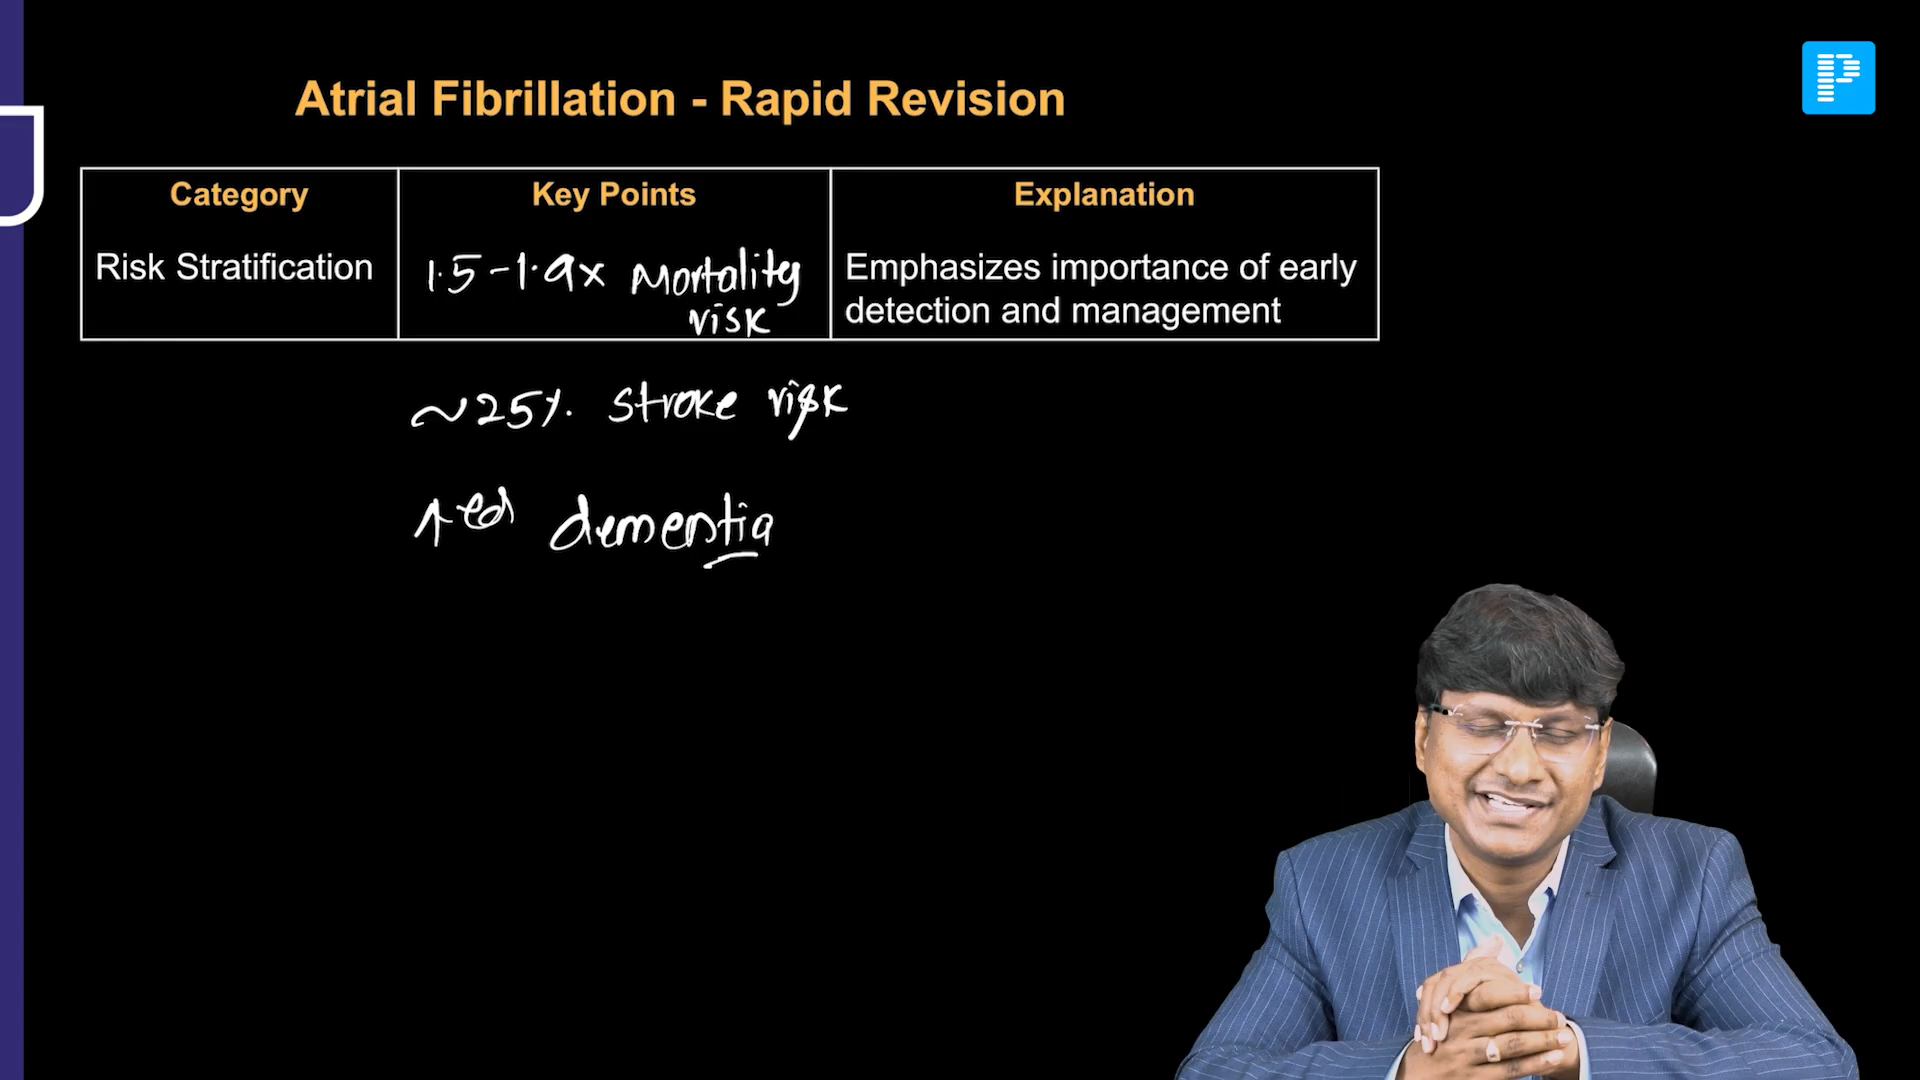 Atrial Fibrillation - Rapid Revision
Category
Key Points
Explanation
Risk Stratification
1.5-1.9x Mortality
risk
Emphasizes importance of early
detection and management
~25%. stroke risk
↑ed dementia